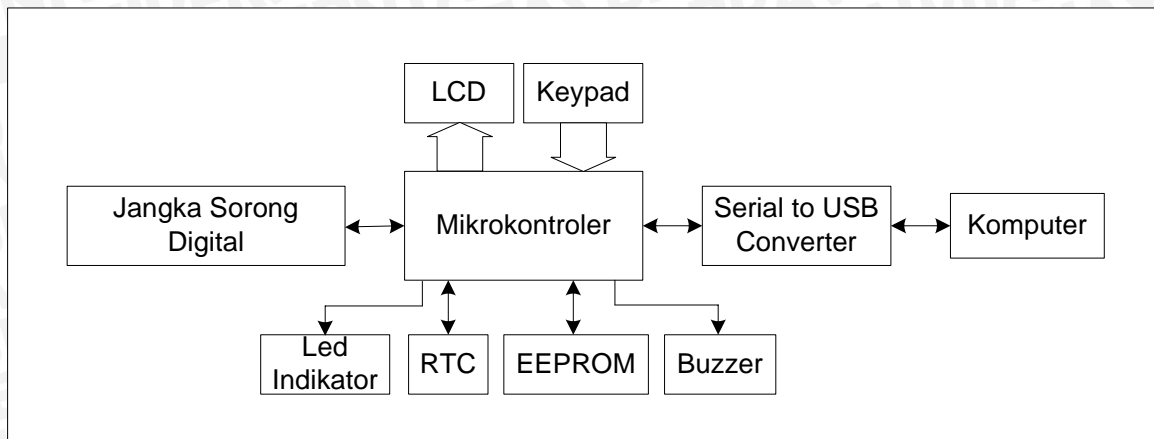 LCD
Keypad
Jangka Sorong
Digital
Mikrokontroler
Serial to USB
Converter
Komputer
Led
Indikator
RTC
EEPROM
Buzzer